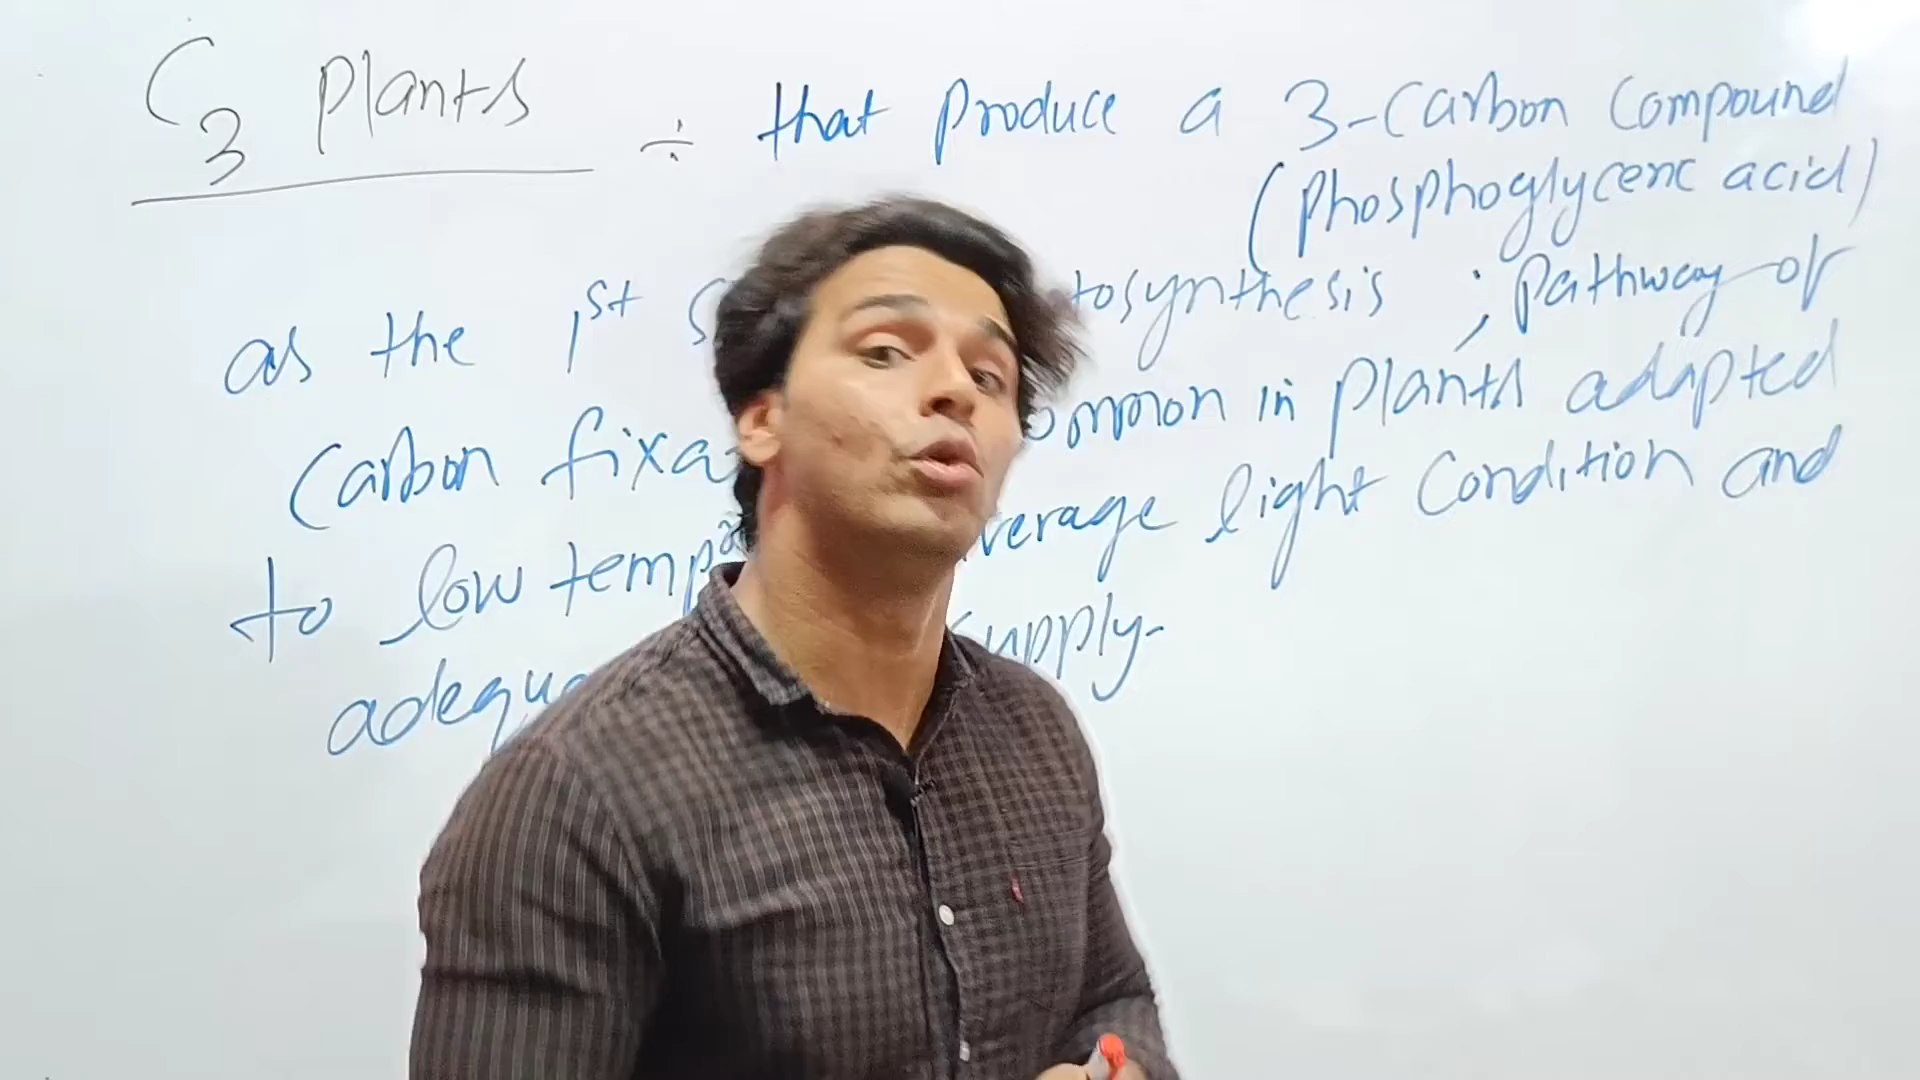 C3 Plants ÷ that produce a 3-Carbon Compound
(Phosphoglyceric acid)
as the 1st tosynthesis ; Pathway of
Carbon fixa ommon in Plants adapted
to low temp verage light Condition and
adequa supply.